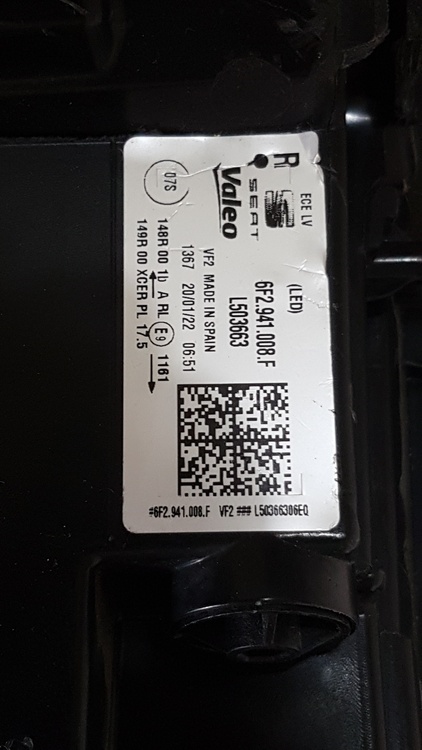 ECE LV
R
SEAT
Valeo
07S
(LED)
6F2.941.008.F
L503663
VF2 MADE IN SPAIN
1367 20/01/22 06:51
148R 00 1D A RL E9 1161
149R 00 XCER PL 17.5
#6F2.941.008.F VF2 ### L50366306EQ